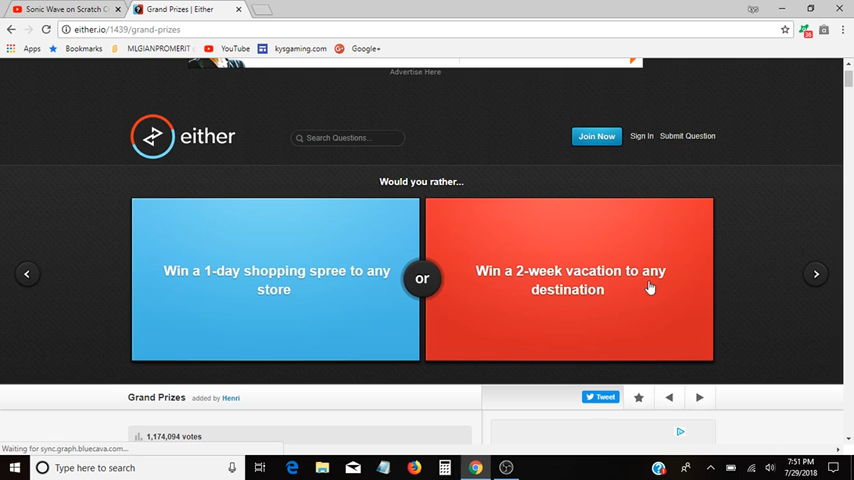 Sonic Wave on Scratch
Grand Prizes | Either
either.io/1439/grand-prizes
Apps
Bookmarks
MLGIANPROMERIT
YouTube
kysgaming.com
Google+
Advertise Here
either
Search Questions...
Join Now
Sign In
Submit Question
Would you rather...
Win a 1-day shopping spree to any
store
or
Win a 2-week vacation to any
destination
Grand Prizes
added by Henri
Tweet
1,174,094 votes
Waiting for sync.graph.bluecava.com...
Type here to search
7:51 PM
7/29/2018